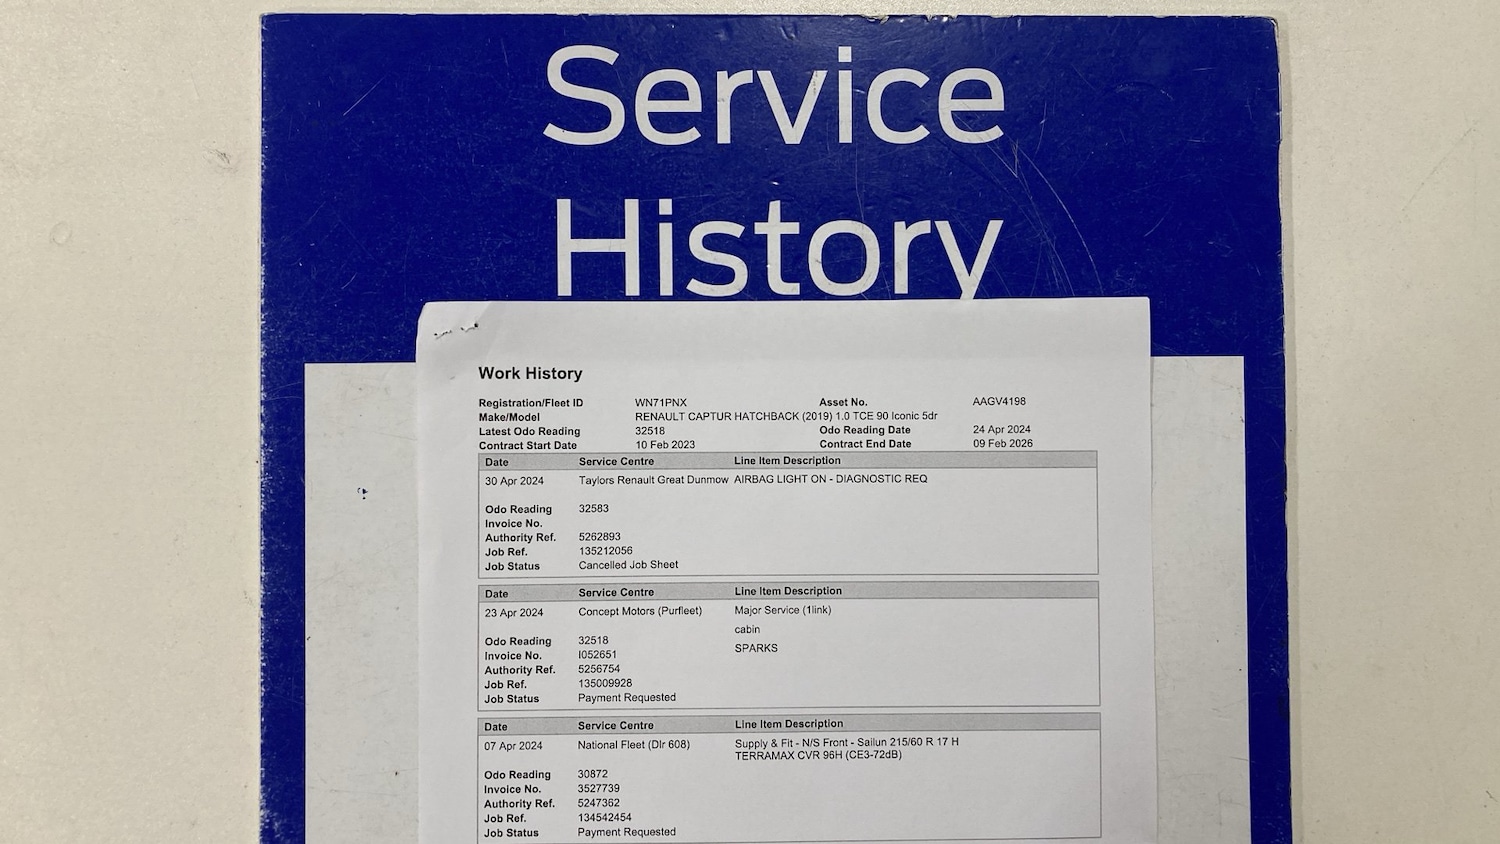 Service
History
Work History
Registration/Fleet ID WN71PNX Asset No. AAGV4198
Make/Model RENAULT CAPTUR HATCHBACK (2019) 1.0 TCE 90 Iconic 5dr
Latest Odo Reading 32518 Odo Reading Date 24 Apr 2024
Contract Start Date 10 Feb 2023 Contract End Date 09 Feb 2026
Date Service Centre Line Item Description
30 Apr 2024 Taylors Renault Great Dunmow AIRBAG LIGHT ON - DIAGNOSTIC REQ
Odo Reading 32583
Invoice No.
Authority Ref. 5262893
Job Ref. 135212056
Job Status Cancelled Job Sheet
Date Service Centre Line Item Description
23 Apr 2024 Concept Motors (Purfleet) Major Service (1link)
cabin
Odo Reading 32518
SPARKS
Invoice No. I052651
Authority Ref. 5256754
Job Ref. 135009928
Job Status Payment Requested
Date Service Centre Line Item Description
07 Apr 2024 National Fleet (Dlr 608) Supply & Fit - N/S Front - Sailun 215/60 R 17 H
TERRAMAX CVR 96H (CE3-72dB)
Odo Reading 30872
Invoice No. 3527739
Authority Ref. 5247362
Job Ref. 134542454
Job Status Payment Requested